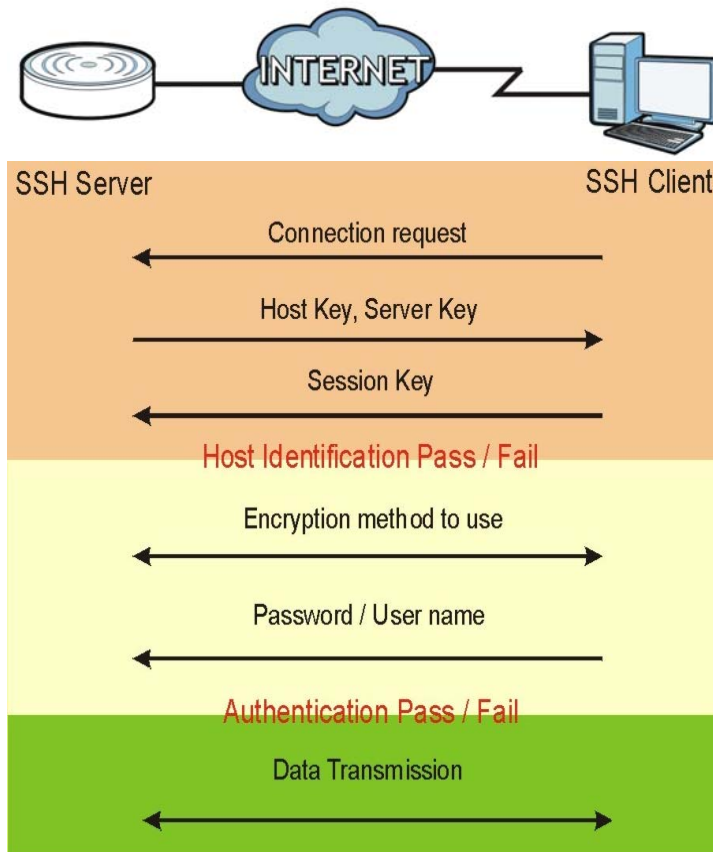 INTERNET
SSH Server
SSH Client
Connection request
Host Key, Server Key
Session Key
Host Identification Pass / Fail
Encryption method to use
Password / User name
Authentication Pass / Fail
Data Transmission